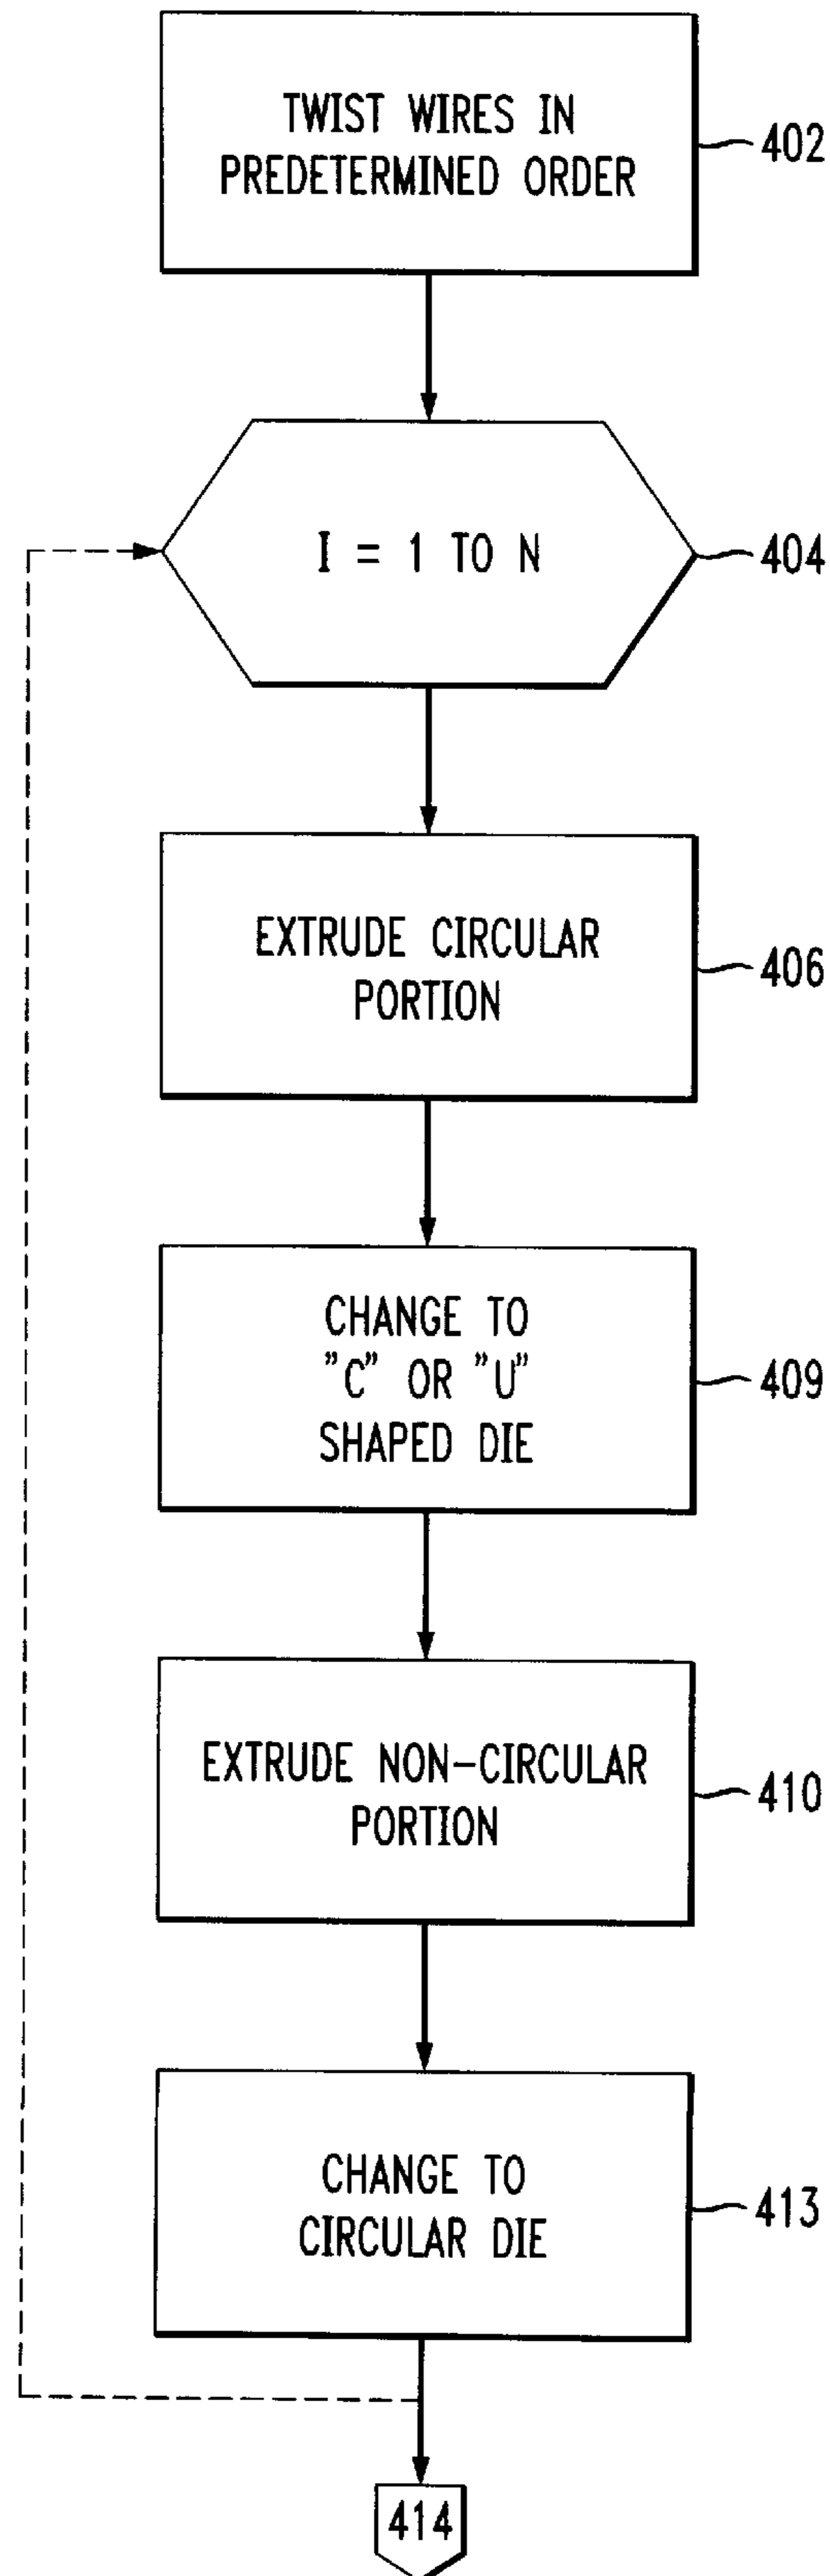 TWIST WIRES IN
PREDETERMINED ORDER
402
I = 1 TO N
404
EXTRUDE CIRCULAR
PORTION
406
CHANGE TO
"C" OR "U"
SHAPED DIE
409
EXTRUDE NON-CIRCULAR
PORTION
410
CHANGE TO
CIRCULAR DIE
413
414